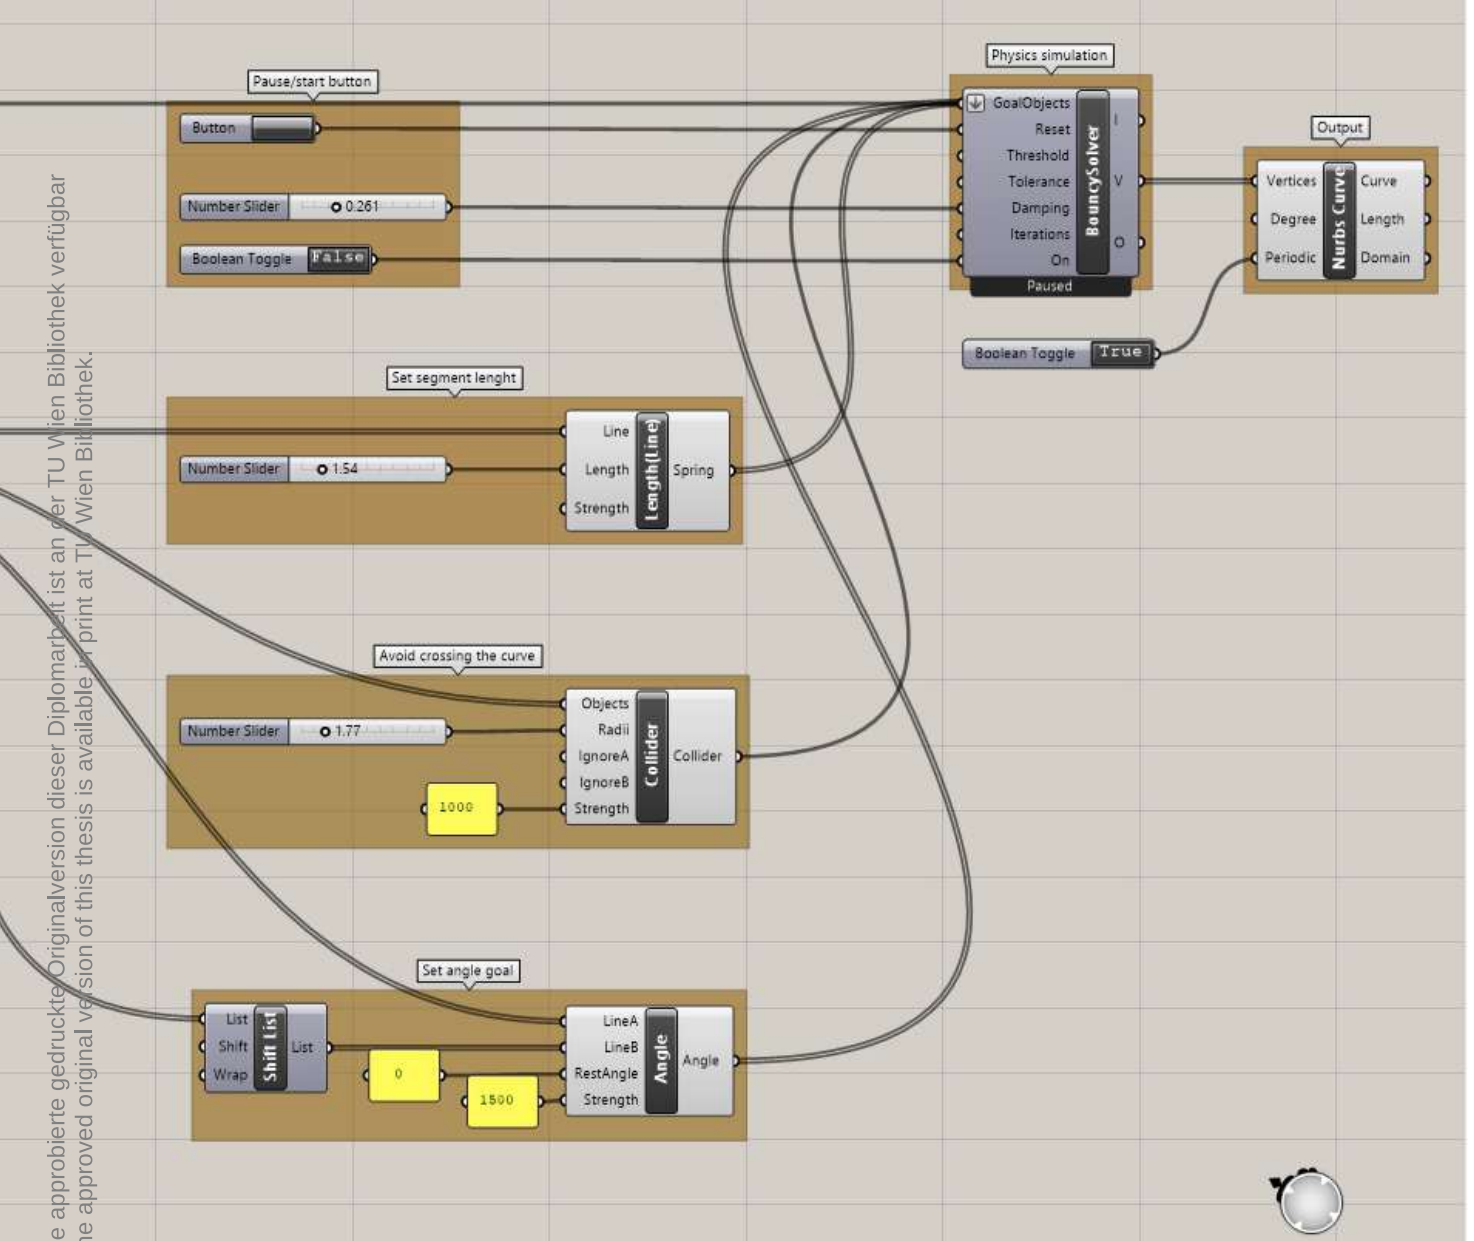 Pause/start button
Button
Number Slider 0.261
Boolean Toggle False
Physics simulation
GoalObjects
Reset
Threshold
Tolerance
Damping
Iterations
On
BouncySolver
I
V
O
Paused
Output
Vertices
Degree
Periodic
Nurbs Curve
Curve
Length
Domain
Boolean Toggle True
Set segment lenght
Number Slider 1.54
Line
Length
Strength
Length(Line)
Spring
Avoid crossing the curve
Number Slider 1.77
1000
Objects
Radii
IgnoreA
IgnoreB
Strength
Collider
Collider
Set angle goal
List
Shift
Wrap
Shift List
List
0
1500
LineA
LineB
RestAngle
Strength
Angle
Angle
e approbierte gedruckte Originalversion dieser Diplomarbeit ist an der TU Wien Bibliothek verfügbar
he approved original version of this thesis is available in print at TU Wien Bibliothek.